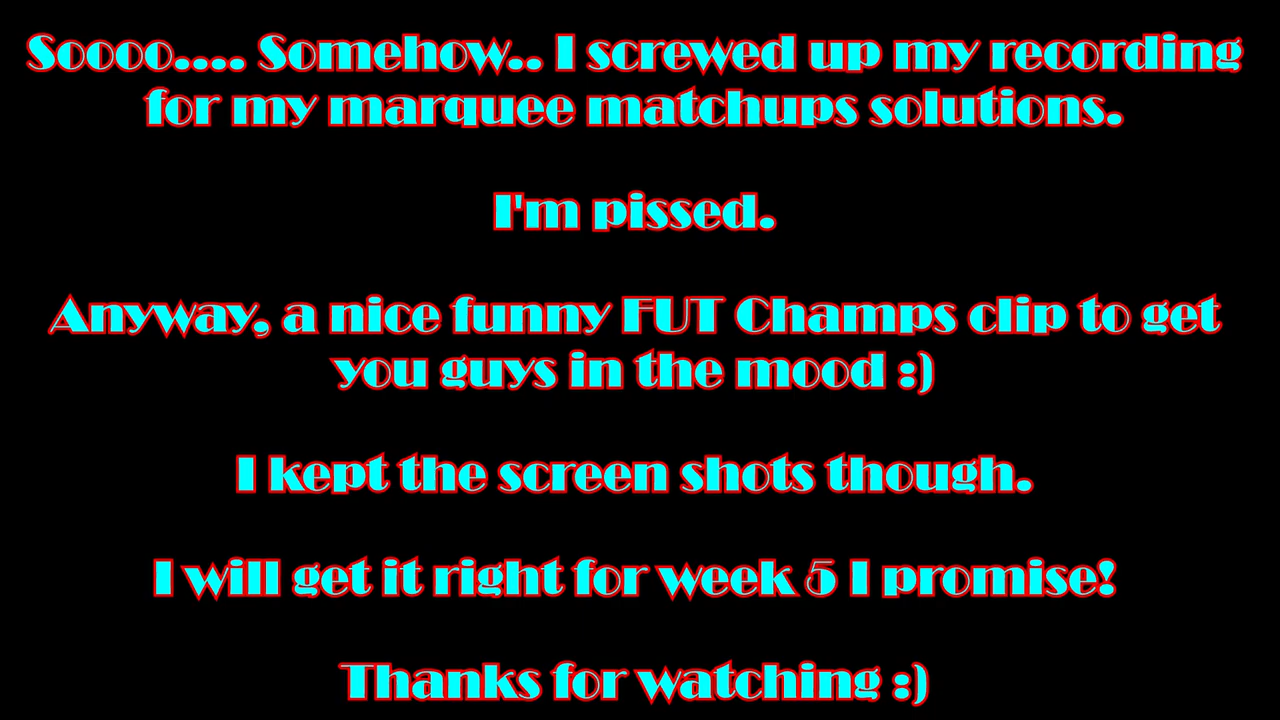 Soooo.... Somehow.. I screwed up my recording
for my marquee matchups solutions.
I'm pissed.
Anyway, a nice funny FUT Champs clip to get
you guys in the mood :)
I kept the screen shots though.
I will get it right for week 5 I promise!
Thanks for watching :)